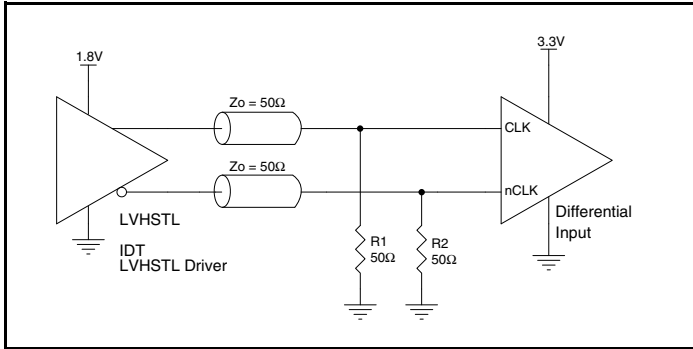 1.8V
3.3V
Zo = 50Ω
CLK
Zo = 50Ω
nCLK
LVHSTL
IDT
LVHSTL Driver
R1
50Ω
R2
50Ω
Differential
Input